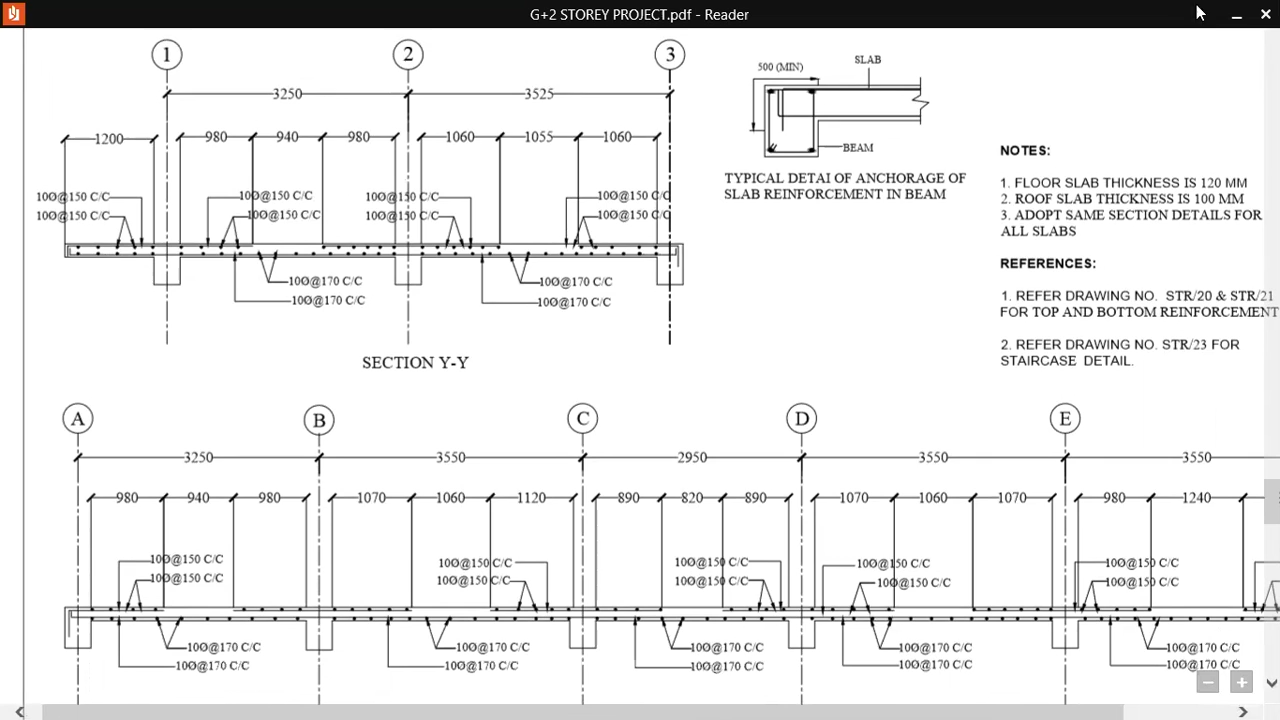 G+2 STOREY PROJECT.pdf - Reader
1 2 3
3250 3525
1200 980 940 980 1060 1055 1060
10Ø@150 C/C 10Ø@150 C/C 10Ø@150 C/C 10Ø@150 C/C
10Ø@150 C/C 10Ø@150 C/C 10Ø@150 C/C 10Ø@150 C/C
10Ø@170 C/C 10Ø@170 C/C
10Ø@170 C/C 10Ø@170 C/C
SECTION Y-Y
500 (MIN) SLAB
BEAM
TYPICAL DETAI OF ANCHORAGE OF
SLAB REINFORCEMENT IN BEAM
NOTES:
1. FLOOR SLAB THICKNESS IS 120 MM
2. ROOF SLAB THICKNESS IS 100 MM
3. ADOPT SAME SECTION DETAILS FOR
ALL SLABS
REFERENCES:
1. REFER DRAWING NO. STR/20 & STR/21
FOR TOP AND BOTTOM REINFORCEMENT
2. REFER DRAWING NO. STR/23 FOR
STAIRCASE DETAIL.
A B C D E
3250 3550 2950 3550 3550
980 940 980 1070 1060 1120 890 820 890 1070 1060 1070 980 1240
10Ø@150 C/C 10Ø@150 C/C 10Ø@150 C/C 10Ø@150 C/C 10Ø@150 C/C
10Ø@150 C/C 10Ø@150 C/C 10Ø@150 C/C 10Ø@150 C/C 10Ø@150 C/C
10Ø@170 C/C 10Ø@170 C/C 10Ø@170 C/C 10Ø@170 C/C 10Ø@170 C/C
10Ø@170 C/C 10Ø@170 C/C 10Ø@170 C/C 10Ø@170 C/C 10Ø@170 C/C